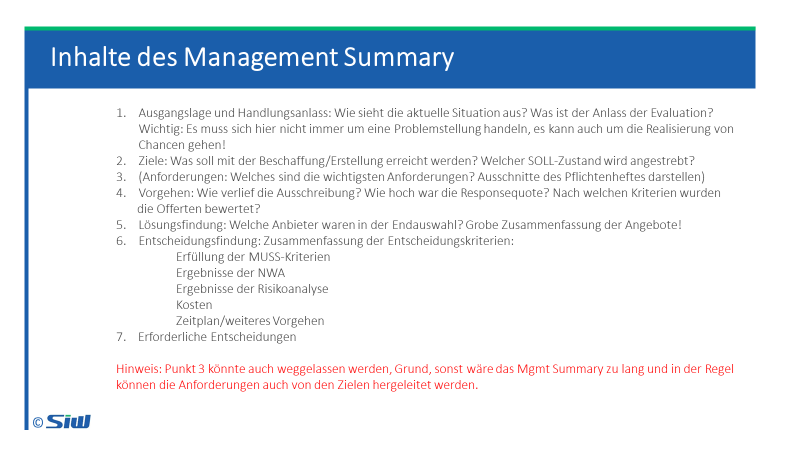 Inhalte des Management Summary
1. Ausgangslage und Handlungsanlass: Wie sieht die aktuelle Situation aus? Was ist der Anlass der Evaluation?
Wichtig: Es muss sich hier nicht immer um eine Problemstellung handeln, es kann auch um die Realisierung von
Chancen gehen!
2. Ziele: Was soll mit der Beschaffung/Erstellung erreicht werden? Welcher SOLL-Zustand wird angestrebt?
3. (Anforderungen: Welches sind die wichtigsten Anforderungen? Ausschnitte des Pflichtenheftes darstellen)
4. Vorgehen: Wie verlief die Ausschreibung? Wie hoch war die Responsequote? Nach welchen Kriterien wurden
die Offerten bewertet?
5. Lösungsfindung: Welche Anbieter waren in der Endauswahl? Grobe Zusammenfassung der Angebote!
6. Entscheidungsfindung: Zusammenfassung der Entscheidungskriterien:
Erfüllung der MUSS-Kriterien
Ergebnisse der NWA
Ergebnisse der Risikoanalyse
Kosten
Zeitplan/weiteres Vorgehen
7. Erforderliche Entscheidungen
Hinweis: Punkt 3 könnte auch weggelassen werden, Grund, sonst wäre das Mgmt Summary zu lang und in der Regel
können die Anforderungen auch von den Zielen hergeleitet werden.
© SIW